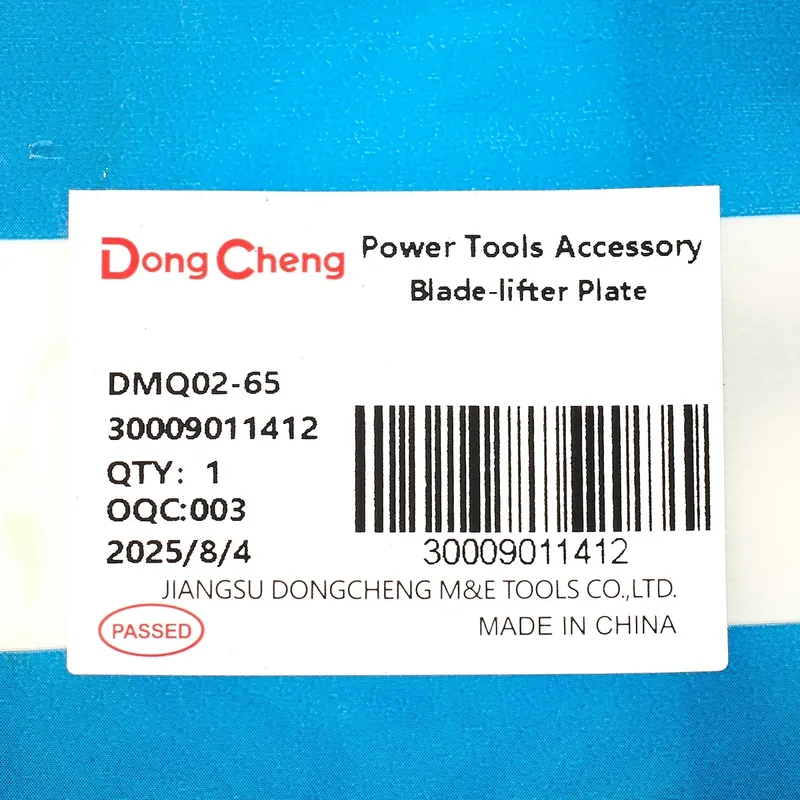 Dong Cheng
Power Tools Accessory
Blade-lifter Plate
DMQ02-65
30009011412
QTY: 1
OQC:003
2025/8/4
30009011412
JIANGSU DONGCHENG M&E TOOLS CO.,LTD.
PASSED
MADE IN CHINA